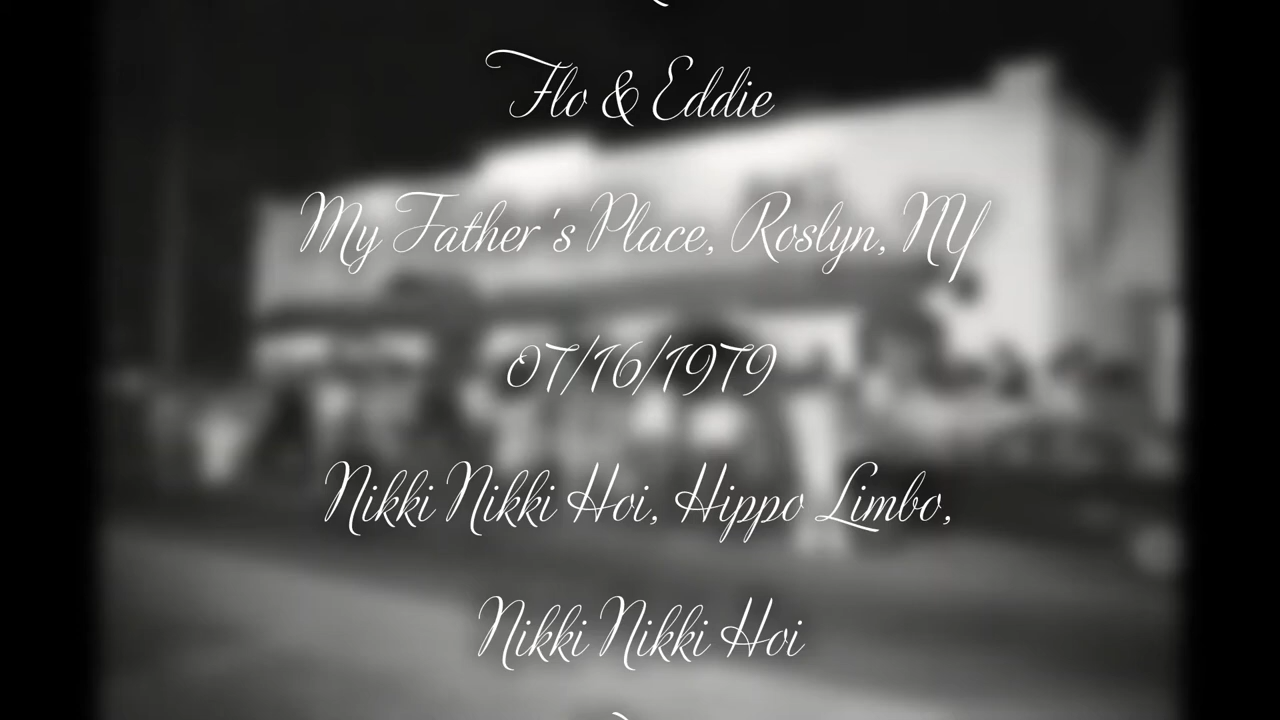 Flo & Eddie
My Father's Place, Roslyn, NY
07/16/1979
Nikki Nikki Hoi, Hippo Limbo,
Nikki Nikki Hoi